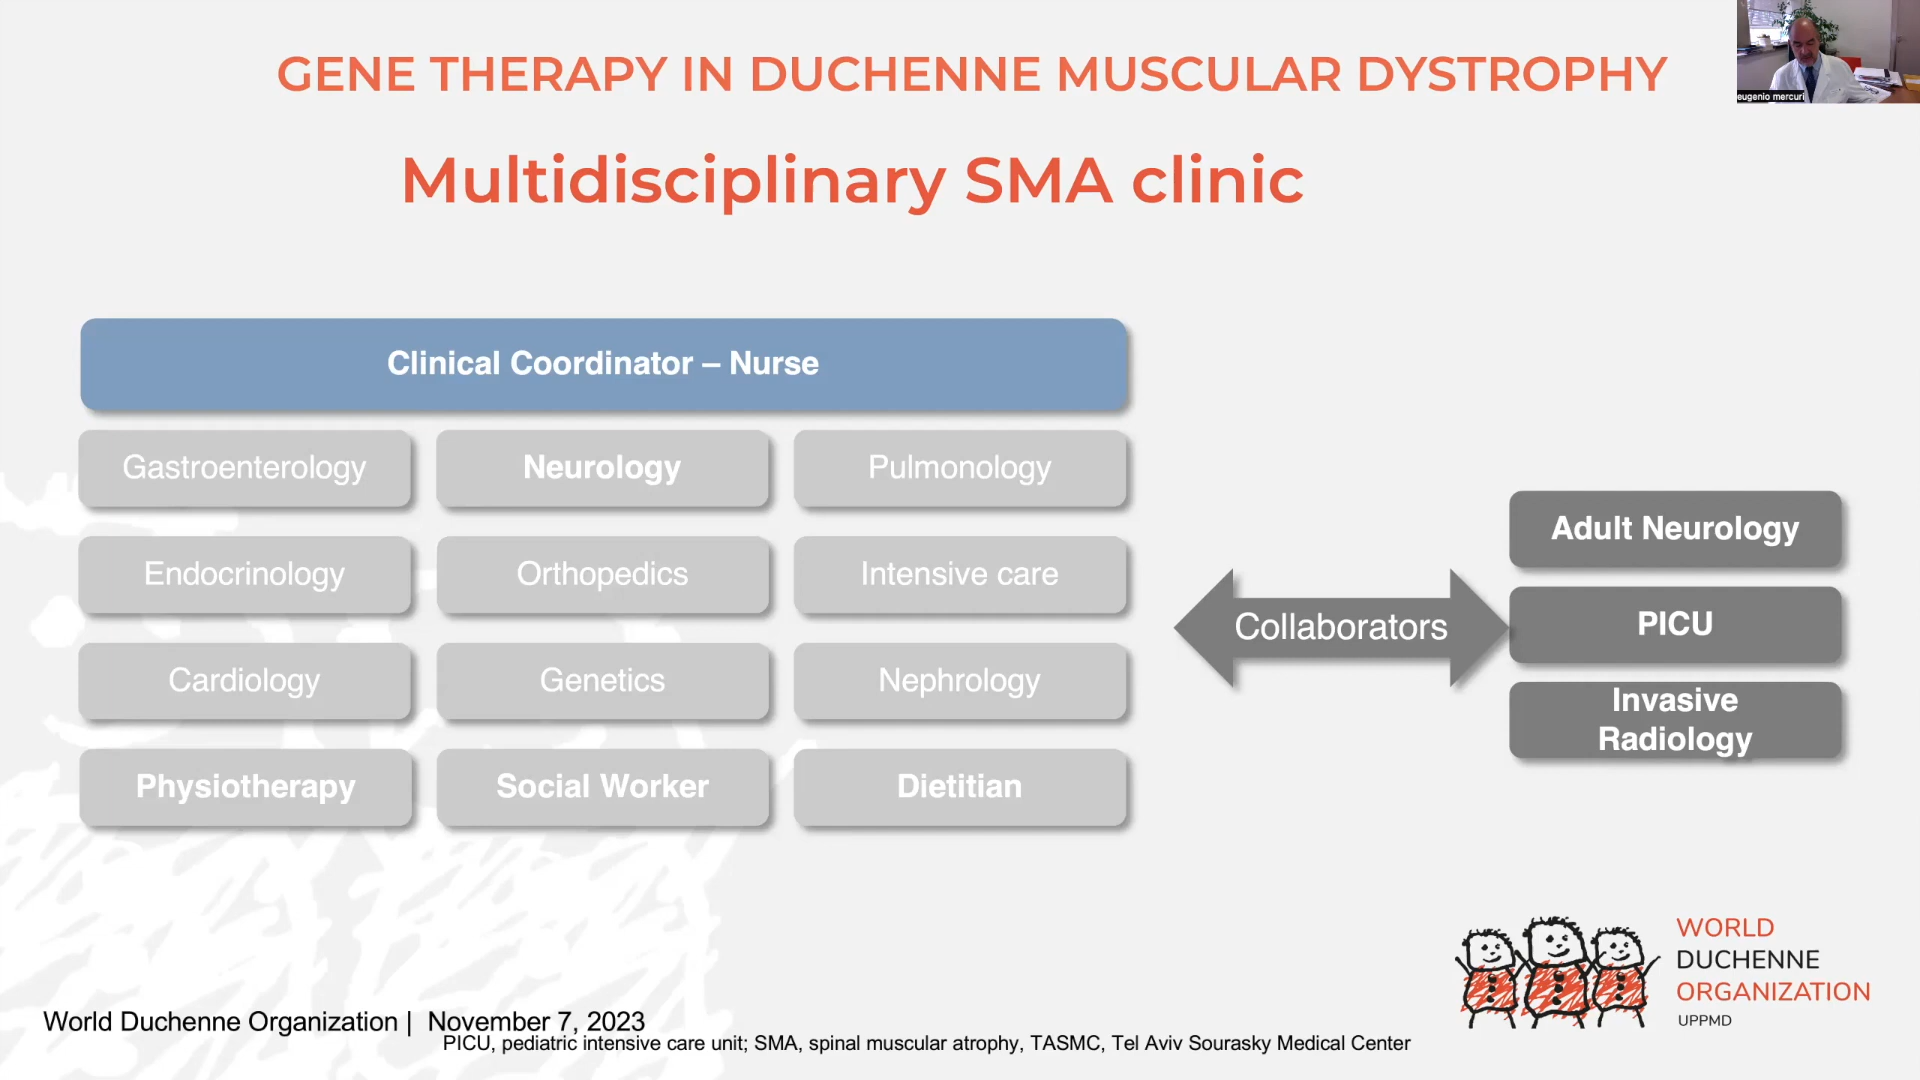 GENE THERAPY IN DUCHENNE MUSCULAR DYSTROPHY
eugenio mercuri
Multidisciplinary SMA clinic
Clinical Coordinator – Nurse
Gastroenterology
Neurology
Pulmonology
Endocrinology
Orthopedics
Intensive care
Cardiology
Genetics
Nephrology
Physiotherapy
Social Worker
Dietitian
Collaborators
Adult Neurology
PICU
Invasive
Radiology
WORLD
DUCHENNE
ORGANIZATION
UPPMD
World Duchenne Organization | November 7, 2023
PICU, pediatric intensive care unit; SMA, spinal muscular atrophy, TASMC, Tel Aviv Sourasky Medical Center